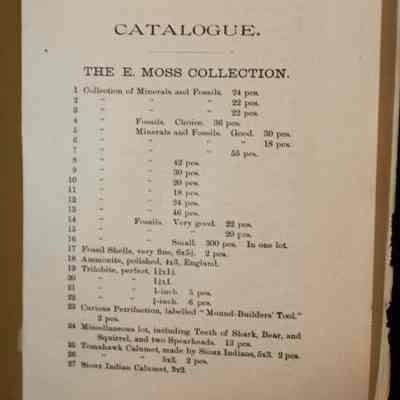 CATALOGUE.
THE E. MOSS COLLECTION.
1 Collection of Minerals and Fossils. 24 pcs.
2 " " " 22 pcs.
3 " " " 22 pcs.
4 " Fossils. Choice. 36 pcs.
5 " Minerals and Fossils. Good. 30 pcs.
6 " " " " 18 pcs.
7 " " " 55 pcs.
8 " " 42 pcs.
9 " " 30 pcs.
10 " " 20 pcs.
11 " " 18 pcs.
12 " " 24 pcs.
13 " " 46 pcs.
14 " Fossils. Very good. 22 pcs.
15 " " " " 20 pcs.
16 " " Small. 300 pcs. In one lot.
17 Fossil Shells, very fine, 6x5½. 2 pcs.
18 Ammonite, polished, 4x3, England.
19 Trilobite, perfect, 1½x1¼.
20 " " 1¼x1.
21 " " 1-inch. 5 pcs.
22 " " ¾-inch. 6 pcs.
23 Curious Petrifaction, labelled "Mound-Builders' Tool."
2 pcs.
24 Miscellaneous lot, including Teeth of Shark, Bear, and
Squirrel, and two Spearheads. 13 pcs.
25 Tomahawk Calumet, made by Sioux Indians, 5x3. 2 pcs.
26 " " 5x3. 2 pcs.
27 Sioux Indian Calumet, 3x2.